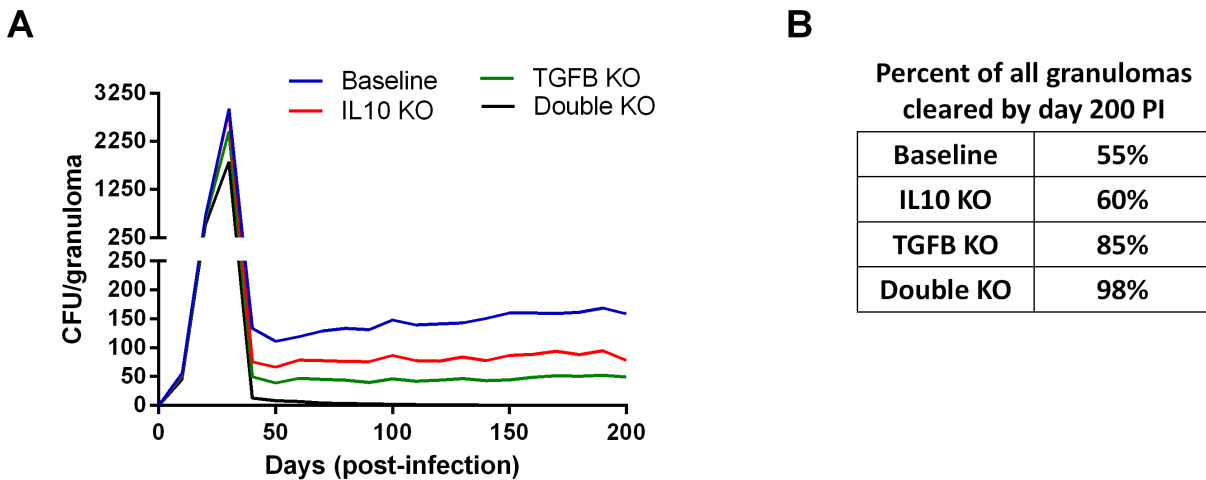 A
Baseline
IL10 KO
TGFB KO
Double KO
CFU/granuloma
3250
2250
1250
250
250
200
150
100
50
0
0 50 100 150 200
Days (post-infection)
B
Percent of all granulomas
cleared by day 200 PI
Baseline 55%
IL10 KO 60%
TGFB KO 85%
Double KO 98%